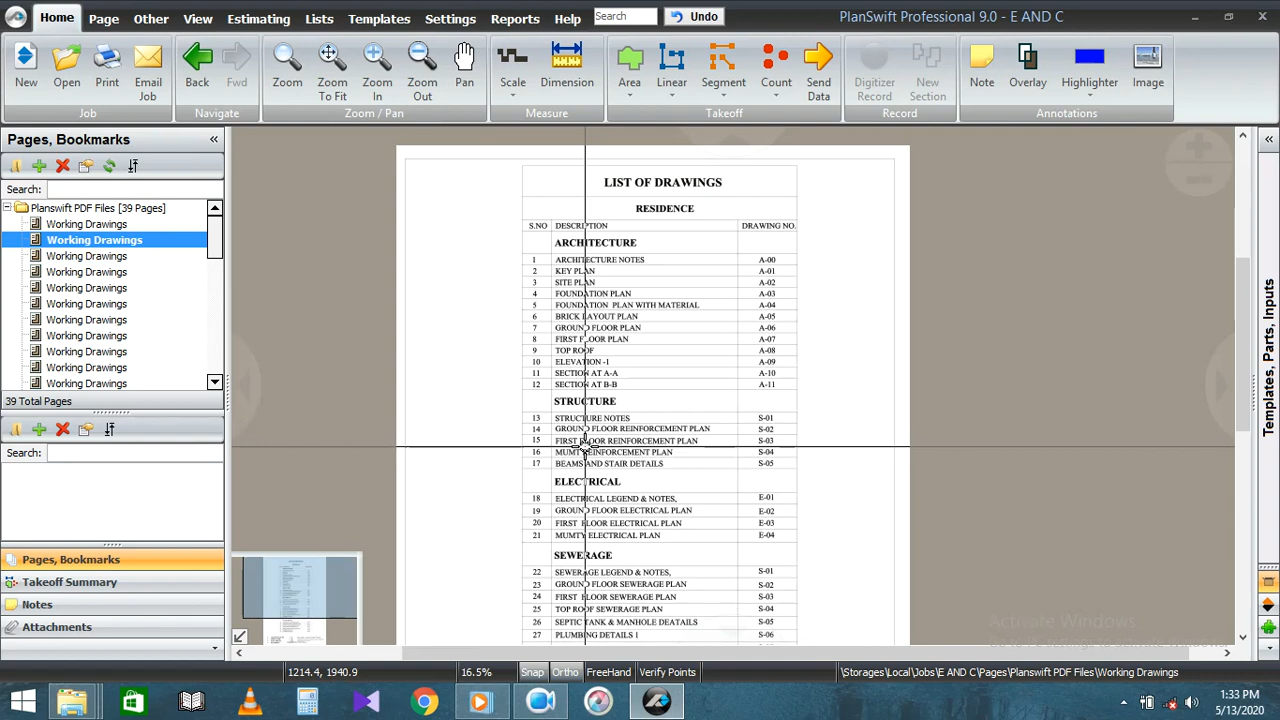 Home Page Other View Estimating Lists Templates Settings Reports Help Search Undo PlanSwift Professional 9.0 - E AND C
New Open Print Email Job Back Fwd Zoom Zoom To Fit Zoom In Zoom Out Pan Scale Dimension Area Linear Segment Count Send Data Digitizer Record New Section Note Overlay Highlighter Image
Job Navigate Zoom / Pan Measure Takeoff Record Annotations
Pages, Bookmarks
Search:
Planswift PDF Files [39 Pages]
Working Drawings
Working Drawings
Working Drawings
Working Drawings
Working Drawings
Working Drawings
Working Drawings
Working Drawings
Working Drawings
Working Drawings
Working Drawings
39 Total Pages
Search:
Pages, Bookmarks
Takeoff Summary
Notes
Attachments
LIST OF DRAWINGS
RESIDENCE
S.NO DESCRIPTION DRAWING NO.
ARCHITECTURE
1 ARCHITECTURE NOTES A-00
2 KEY PLAN A-01
3 SITE PLAN A-02
4 FOUNDATION PLAN A-03
5 FOUNDATION PLAN WITH MATERIAL A-04
6 BRICK LAYOUT PLAN A-05
7 GROUND FLOOR PLAN A-06
8 FIRST FLOOR PLAN A-07
9 TOP ROOF A-08
10 ELEVATION -1 A-09
11 SECTION AT A-A A-10
12 SECTION AT B-B A-11
STRUCTURE
13 STRUCTURE NOTES S-01
14 GROUND FLOOR REINFORCEMENT PLAN S-02
15 FIRST FLOOR REINFORCEMENT PLAN S-03
16 MUMTY REINFORCEMENT PLAN S-04
17 BEAMS AND STAIR DETAILS S-05
ELECTRICAL
18 ELECTRICAL LEGEND & NOTES, E-01
19 GROUND FLOOR ELECTRICAL PLAN E-02
20 FIRST FLOOR ELECTRICAL PLAN E-03
21 MUMTY ELECTRICAL PLAN E-04
SEWERAGE
22 SEWERAGE LEGEND & NOTES, S-01
23 GROUND FLOOR SEWERAGE PLAN S-02
24 FIRST FLOOR SEWERAGE PLAN S-03
25 TOP ROOF SEWERAGE PLAN S-04
26 SEPTIC TANK & MANHOLE DEATAILS S-05
27 PLUMBING DETAILS 1 S-06
Templates, Parts, Inputs
Activate Windows
Go to PC settings to activate Windows.
1214.4, 1940.9 16.5% Snap Ortho FreeHand Verify Points \Storages\Local\Jobs\E AND C\Pages\Planswift PDF Files\Working Drawings
1:33 PM
5/13/2020